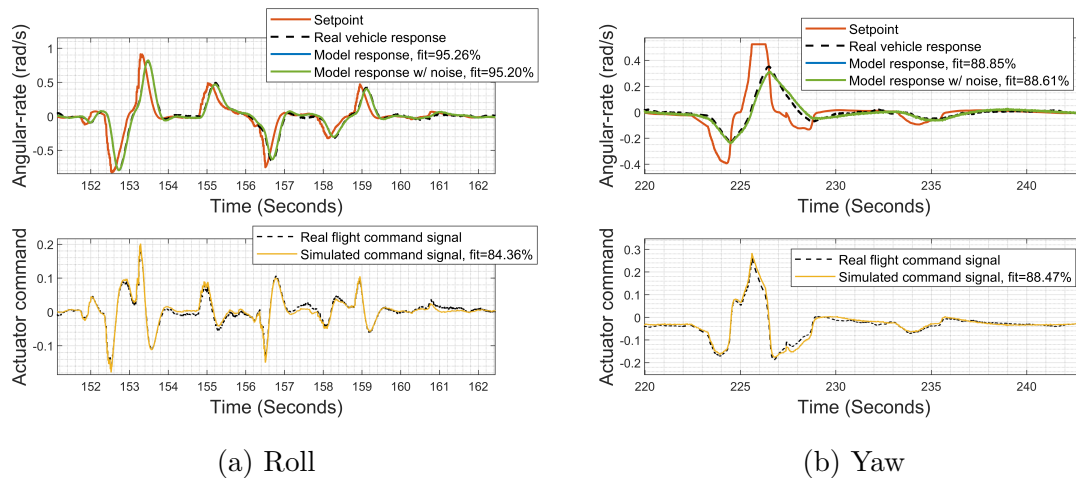 Setpoint
Real vehicle response
Model response, fit=95.26%
Model response w/ noise, fit=95.20%
Angular-rate (rad/s)
1
0.5
0
-0.5
152 153 154 155 156 157 158 159 160 161 162
Time (Seconds)
Real flight command signal
Simulated command signal, fit=84.36%
Actuator command
0.2
0.1
0
-0.1
152 153 154 155 156 157 158 159 160 161 162
Time (Seconds)
(a) Roll
Setpoint
Real vehicle response
Model response, fit=88.85%
Model response w/ noise, fit=88.61%
Angular-rate (rad/s)
0.4
0.2
0
-0.2
-0.4
220 225 230 235 240
Time (Seconds)
Real flight command signal
Simulated command signal, fit=88.47%
Actuator command
0.3
0.2
0.1
0
-0.1
-0.2
220 225 230 235 240
Time (Seconds)
(b) Yaw